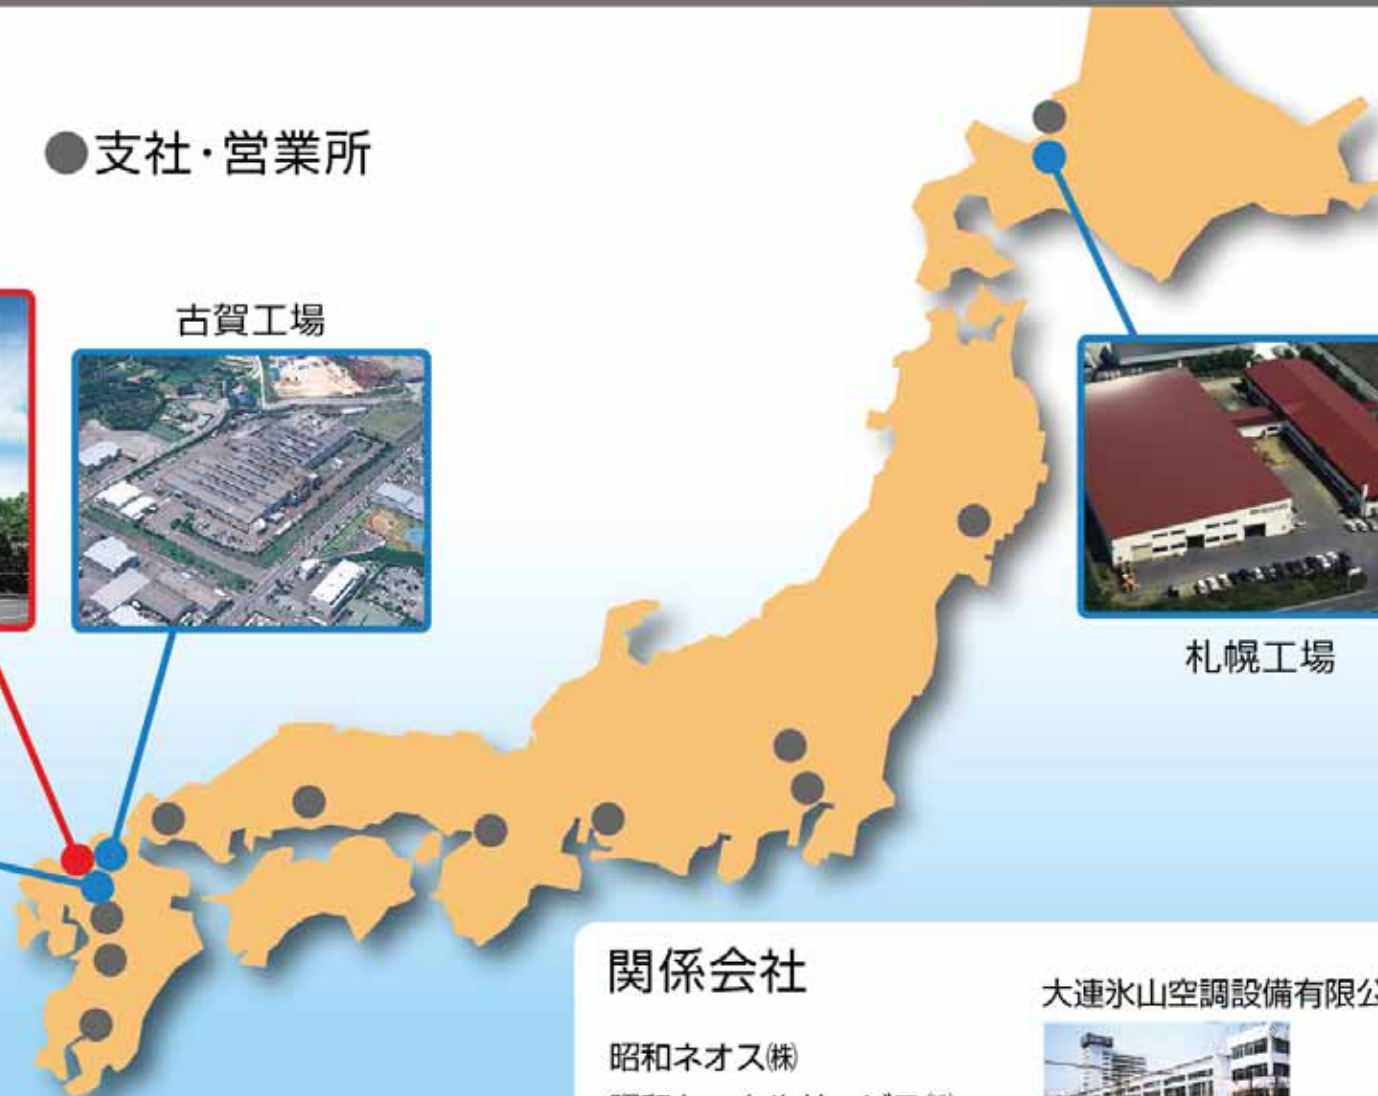 ●支社・営業所
古賀工場
札幌工場
関係会社
大連氷山空調設備有限公
昭和ネオス㈱